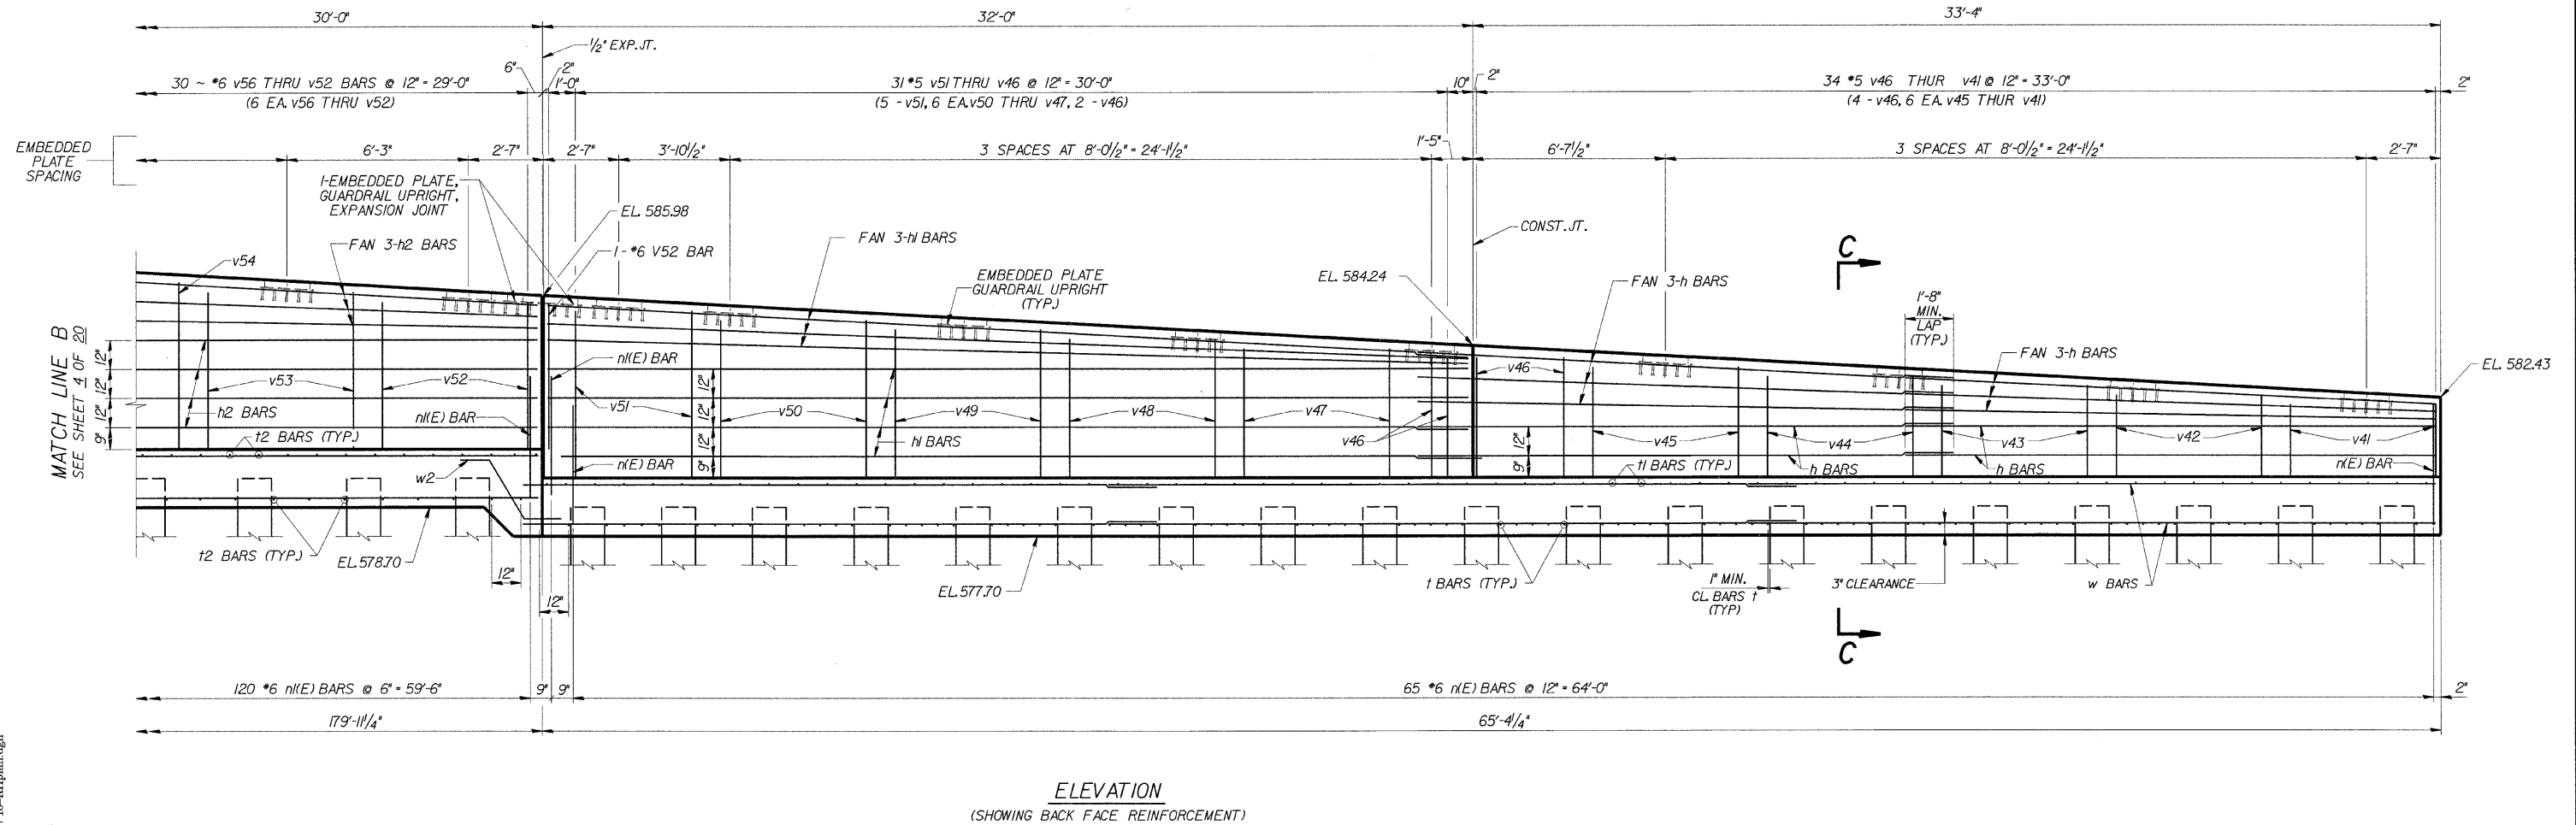 30'-0"
32'-0"
33'-4"
1/2" EXP. JT.
6"
2"
1'-0"
10"
2"
2"
30 ~ #6 v56 THRU v52 BARS @ 12" = 29'-0"
(6 EA. v56 THRU v52)
31 #5 v51 THRU v46 @ 12" = 30'-0"
(5 - v51, 6 EA. v50 THRU v47, 2 - v46)
34 #5 v46 THUR v41 @ 12" = 33'-0"
(4 - v46, 6 EA. v45 THUR v41)
EMBEDDED
PLATE
SPACING
6'-3"
2'-7"
2'-7"
3'-10 1/2"
3 SPACES AT 8'-0 1/2" = 24'-1 1/2"
1'-5"
6'-7 1/2"
3 SPACES AT 8'-0 1/2" = 24'-1 1/2"
2'-7"
1-EMBEDDED PLATE,
GUARDRAIL UPRIGHT,
EXPANSION JOINT
EL. 585.98
FAN 3-h2 BARS
1 - #6 V52 BAR
FAN 3-h1 BARS
CONST. JT.
C
v54
EMBEDDED PLATE
GUARDRAIL UPRIGHT
(TYP.)
EL. 584.24
FAN 3-h BARS
1'-8"
MIN.
LAP
(TYP.)
FAN 3-h BARS
EL. 582.43
MATCH LINE B
SEE SHEET 4 OF 20
12"
12"
12"
9"
v53
v52
n1(E) BAR
v51
12"
12"
12"
9"
v50
v49
v48
v47
v46
v46
v45
v44
v43
v42
v41
h2 BARS
n1(E) BAR
h1 BARS
12"
9"
t2 BARS (TYP.)
n(E) BAR
t1 BARS (TYP.)
h BARS
h BARS
n(E) BAR
w2
t2 BARS (TYP.)
EL. 578.70
12"
12"
EL. 577.70
t BARS (TYP.)
1" MIN.
CL. BARS t
(TYP)
3" CLEARANCE
w BARS
C
120 #6 n1(E) BARS @ 6" = 59'-6"
9"
9"
65 #6 n(E) BARS @ 12" = 64'-0"
2"
179'-11 1/4"
65'-4 1/4"
ELEVATION
(SHOWING BACK FACE REINFORCEMENT)